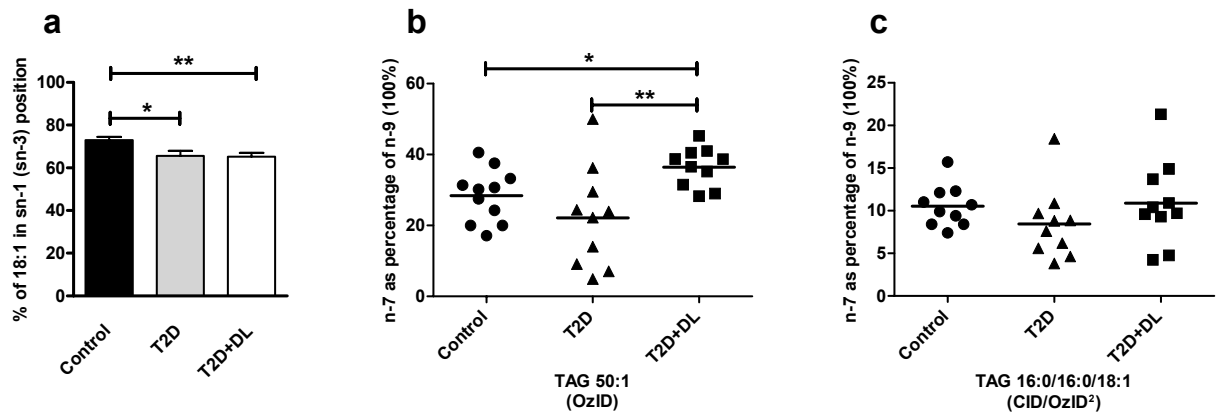 a
% of 18:1 in sn-1 (sn-3) position
100
80
60
40
20
0
**
*
Control
T2D
T2D+DL
b
n-7 as percentage of n-9 (100%)
60
40
20
0
*
**
Control
T2D
T2D+DL
TAG 50:1
(OzID)
c
n-7 as percentage of n-9 (100%)
25
20
15
10
5
0
Control
T2D
T2D+DL
TAG 16:0/16:0/18:1
(CID/OzID²)